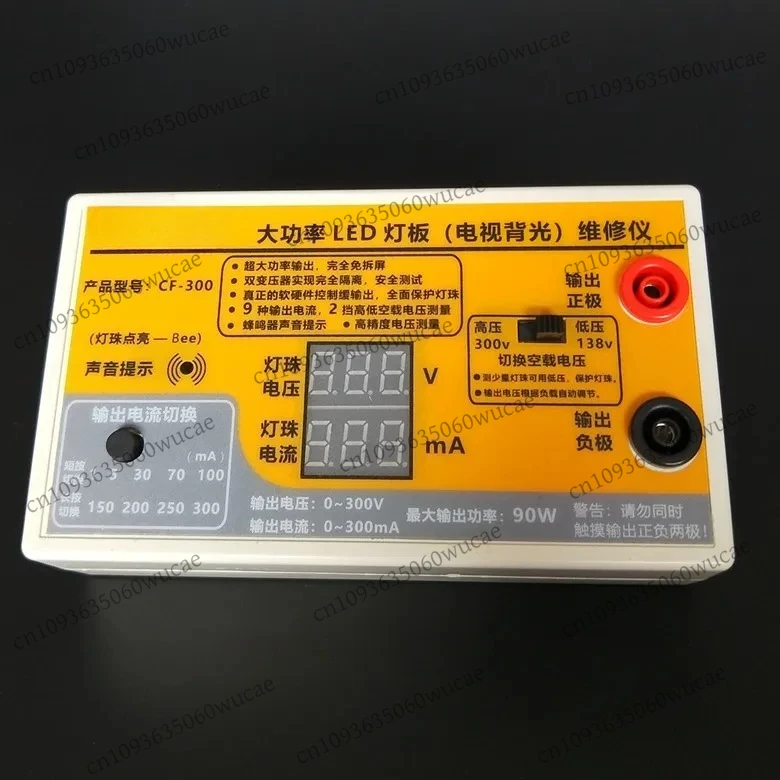 大功率 LED 灯板（电视背光）维修仪
产品型号：CF-300
● 超大功率输出，完全免拆屏
● 双变压器实现完全隔离，安全测试
● 真正的软硬件控制缓输出，全面保护灯珠
● 9 种输出电流，2 挡高低空载电压测量
● 蜂鸣器声音提示 ● 高精度电压测量
输出
正极
（灯珠点亮 — Bee）
声音提示
高压
300v
低压
138v
切换空载电压
● 测少量灯珠可用低压，保护灯珠。
● 输出电压根据负载自动调节。
灯珠
电压
V
灯珠
电流
mA
输出
负极
输出电流切换
(mA)
短按
5 30 70 100
切换 150 200 250 300
输出电压：0~300V
输出电流：0~300mA
最大输出功率：90W
警告：请勿同时
触摸输出正负两极！
cn1093635060wucae